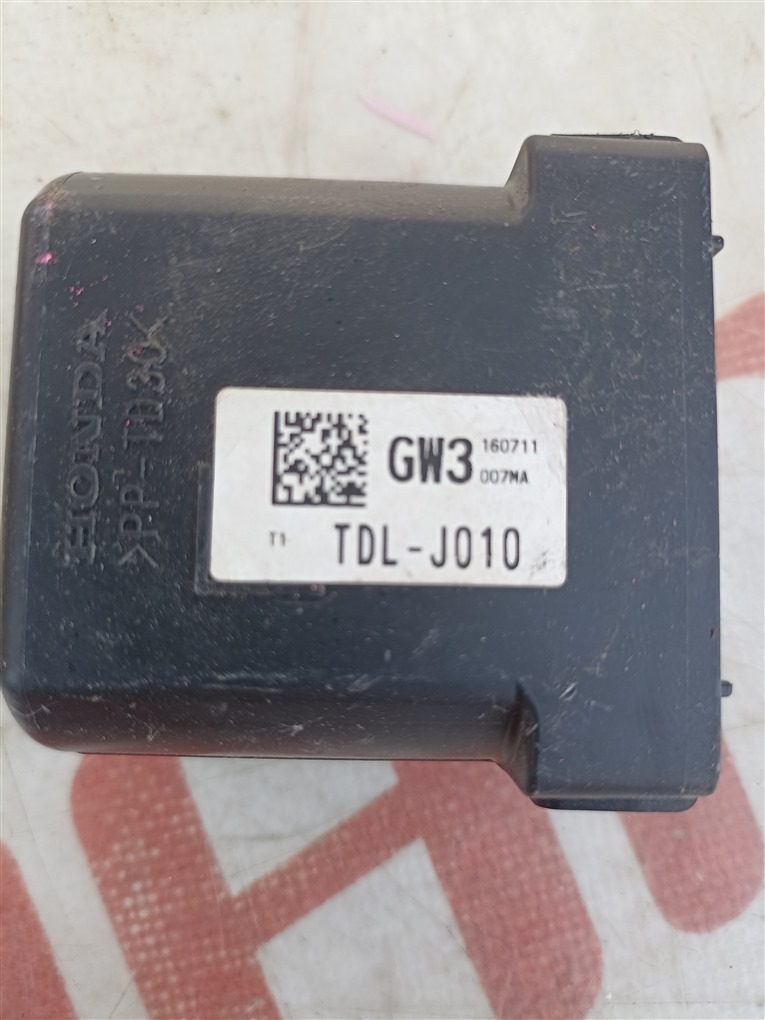 HONDA
>PP-TD30<
GW3
160711
007MA
T1
TDL-J010